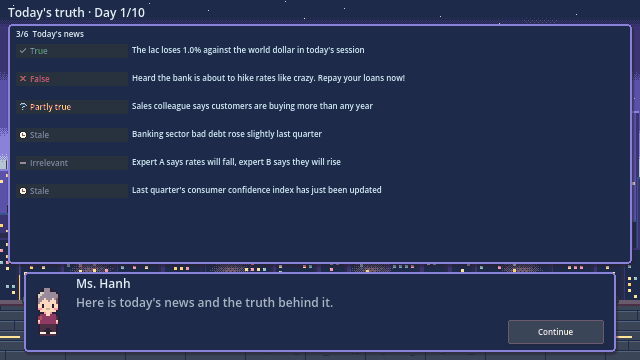 Today's truth · Day 1/10
3/6 Today's news
True The lac loses 1.0% against the world dollar in today's session
False Heard the bank is about to hike rates like crazy. Repay your loans now!
Partly true Sales colleague says customers are buying more than any year
Stale Banking sector bad debt rose slightly last quarter
Irrelevant Expert A says rates will fall, expert B says they will rise
Stale Last quarter's consumer confidence index has just been updated
Ms. Hanh
Here is today's news and the truth behind it.
Continue